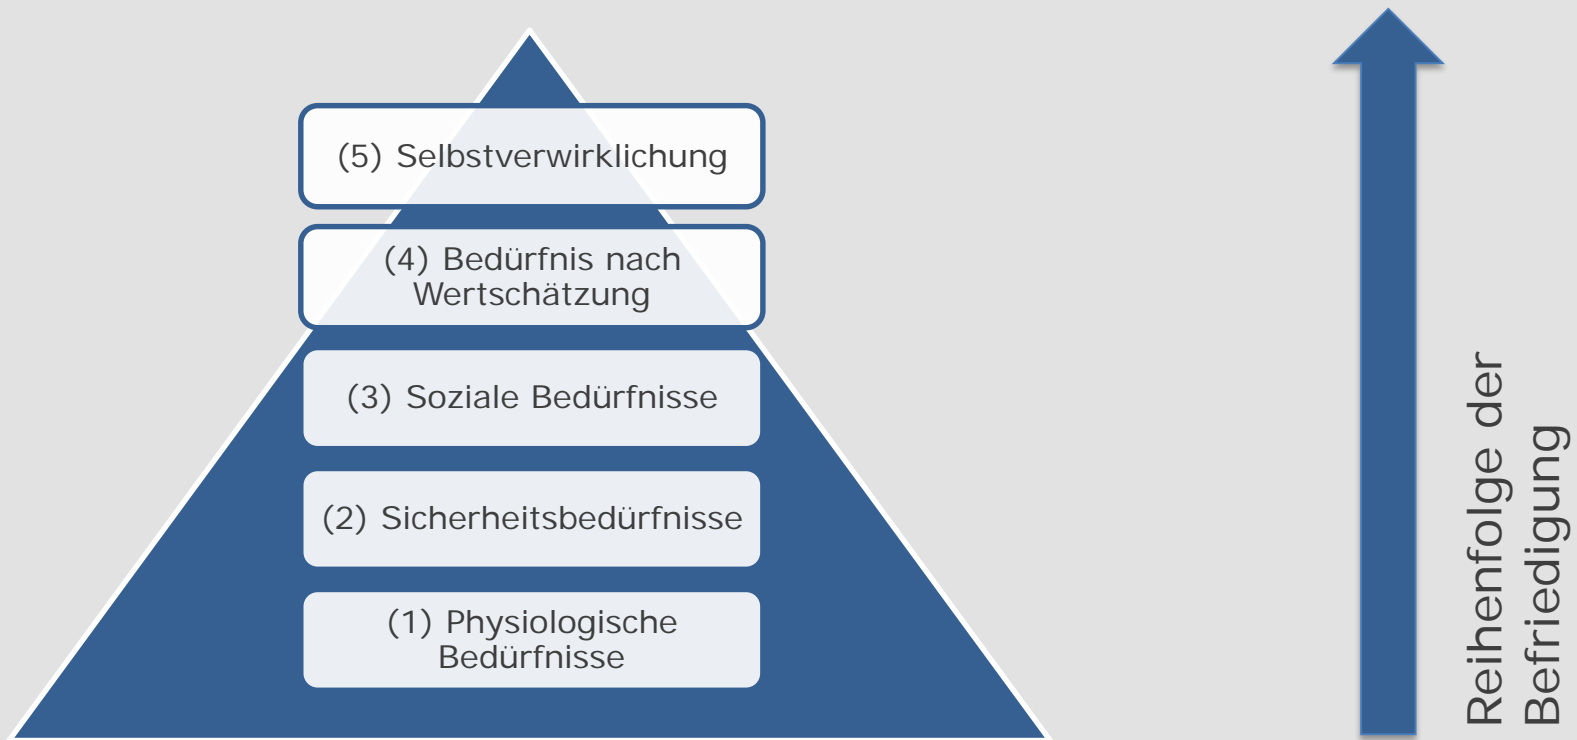 (5) Selbstverwirklichung
(4) Bedürfnis nach
Wertschätzung
(3) Soziale Bedürfnisse
(2) Sicherheitsbedürfnisse
(1) Physiologische
Bedürfnisse
Reihenfolge der
Befriedigung